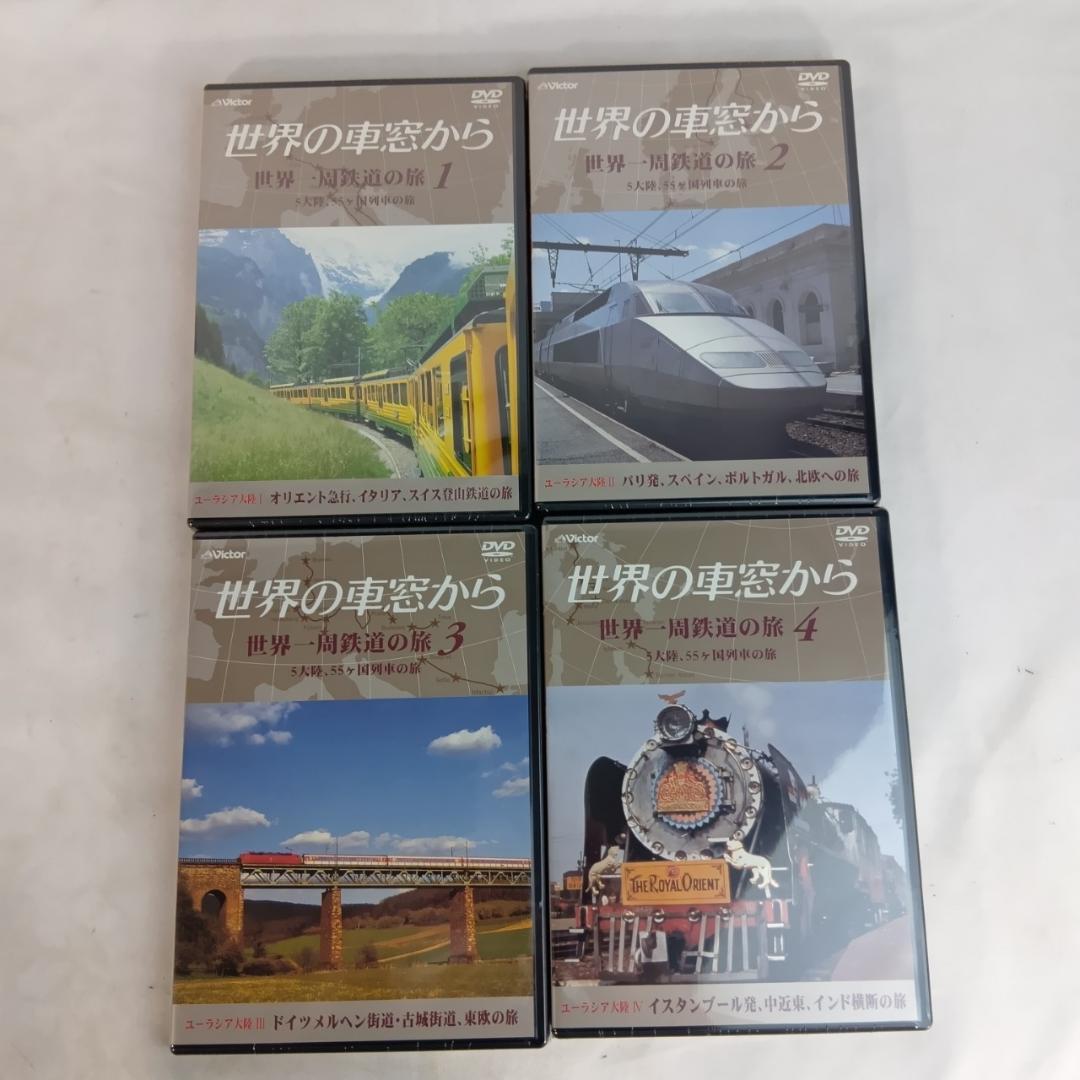 Victor
DVD
VIDEO
世界の車窓から
世界一周鉄道の旅 1
5大陸、55ヶ国列車の旅
ユーラシア大陸 I オリエント急行、イタリア、スイス登山鉄道の旅
Victor
DVD
VIDEO
世界の車窓から
世界一周鉄道の旅 2
5大陸、55ヶ国列車の旅
ユーラシア大陸 II パリ発、スペイン、ポルトガル、北欧への旅
Victor
DVD
VIDEO
世界の車窓から
世界一周鉄道の旅 3
5大陸、55ヶ国列車の旅
ユーラシア大陸 III ドイツメルヘン街道・古城街道、東欧の旅
Victor
DVD
VIDEO
世界の車窓から
世界一周鉄道の旅 4
5大陸、55ヶ国列車の旅
THE ROYAL ORIENT
ユーラシア大陸 IV イスタンブール発、中近東、インド横断の旅